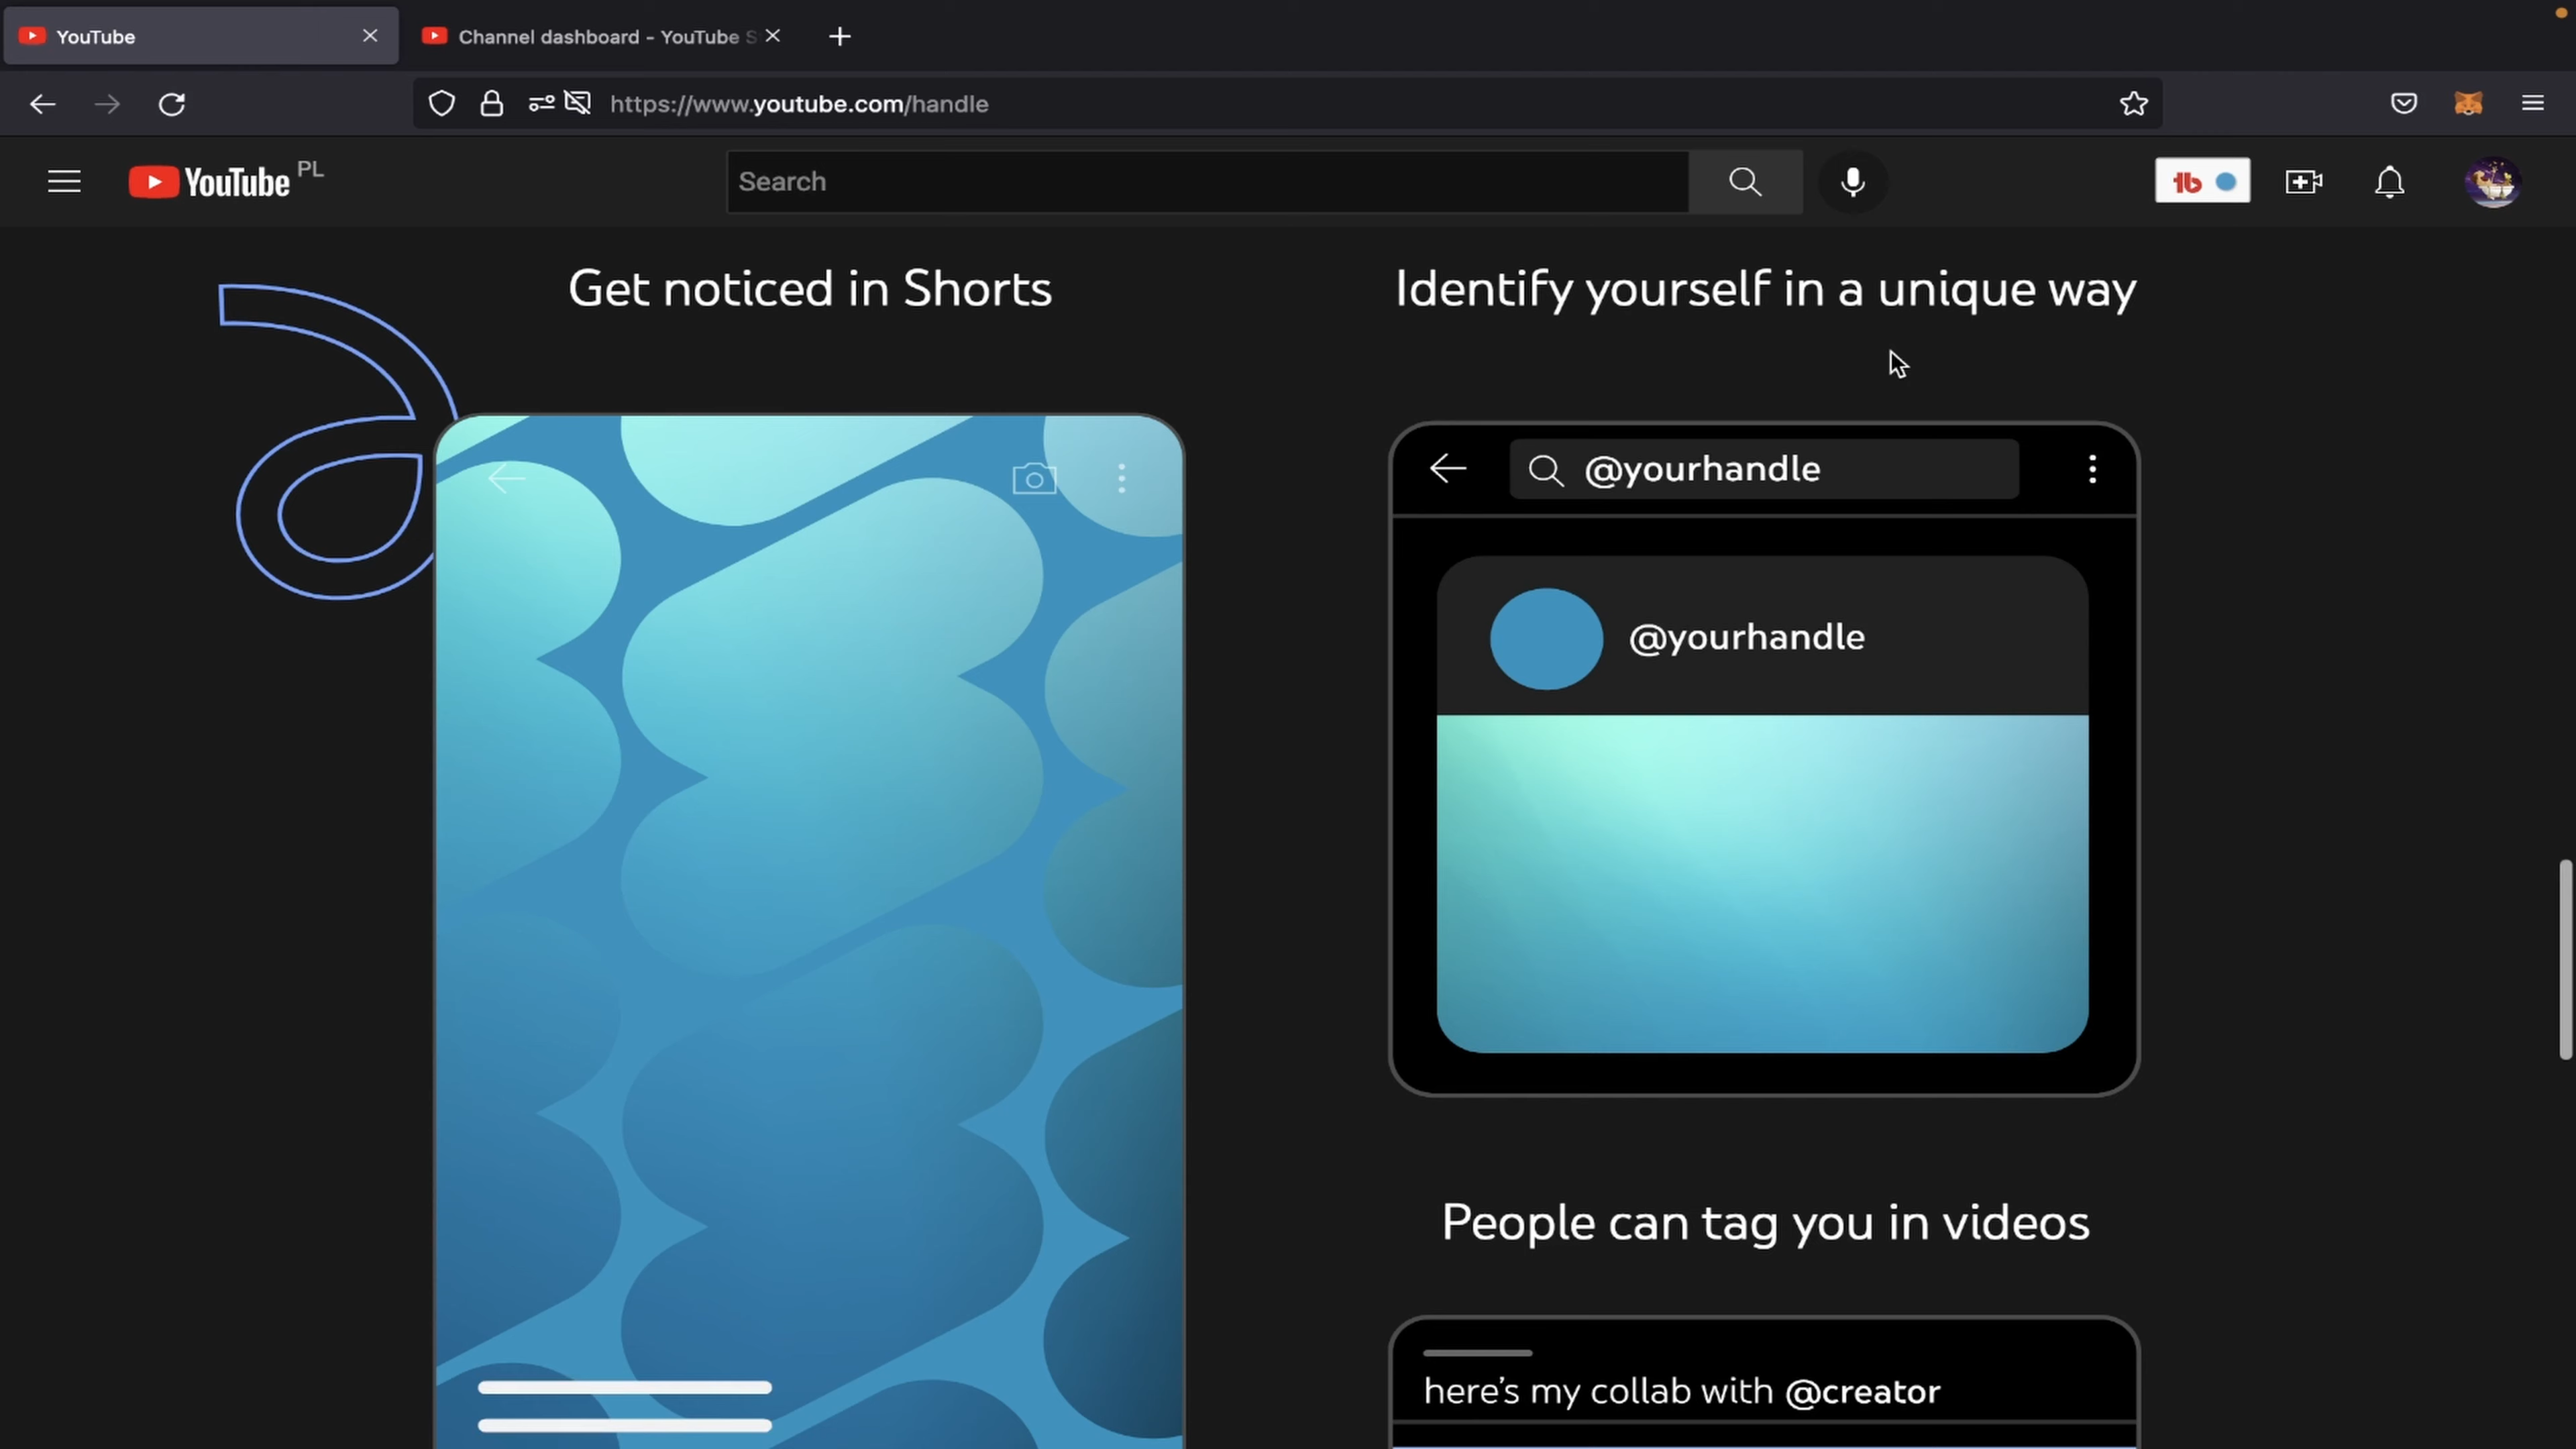 YouTube
Channel dashboard - YouTube S
https://www.youtube.com/handle
YouTube PL
Search
tb
Get noticed in Shorts
Identify yourself in a unique way
@yourhandle
@yourhandle
People can tag you in videos
here’s my collab with @creator